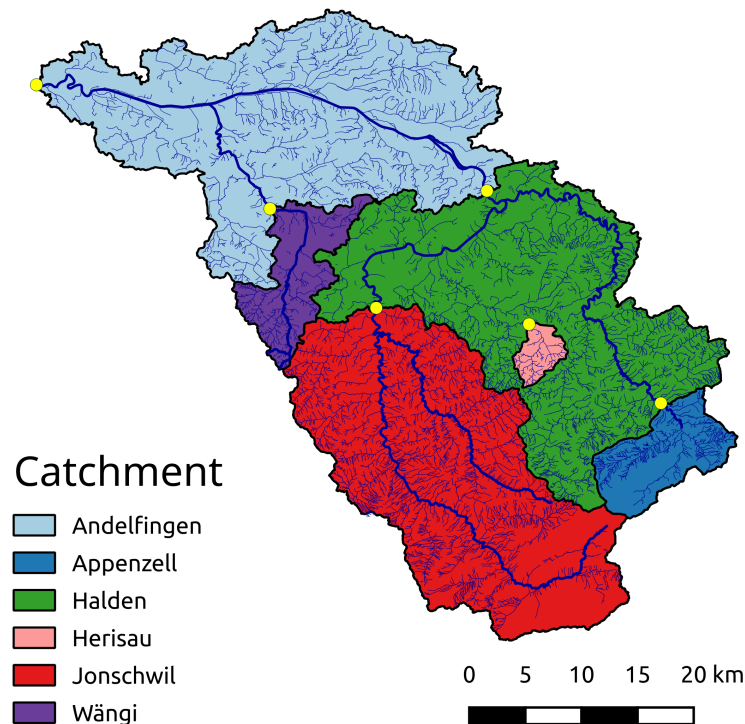 Catchment
Andelfingen
Appenzell
Halden
Herisau
Jonschwil
Wängi
0 5 10 15 20 km